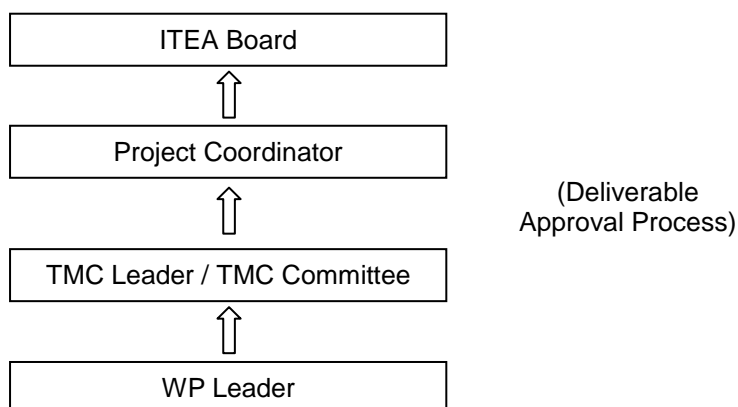 ITEA Board
Project Coordinator
(Deliverable
Approval Process)
TMC Leader / TMC Committee
WP Leader